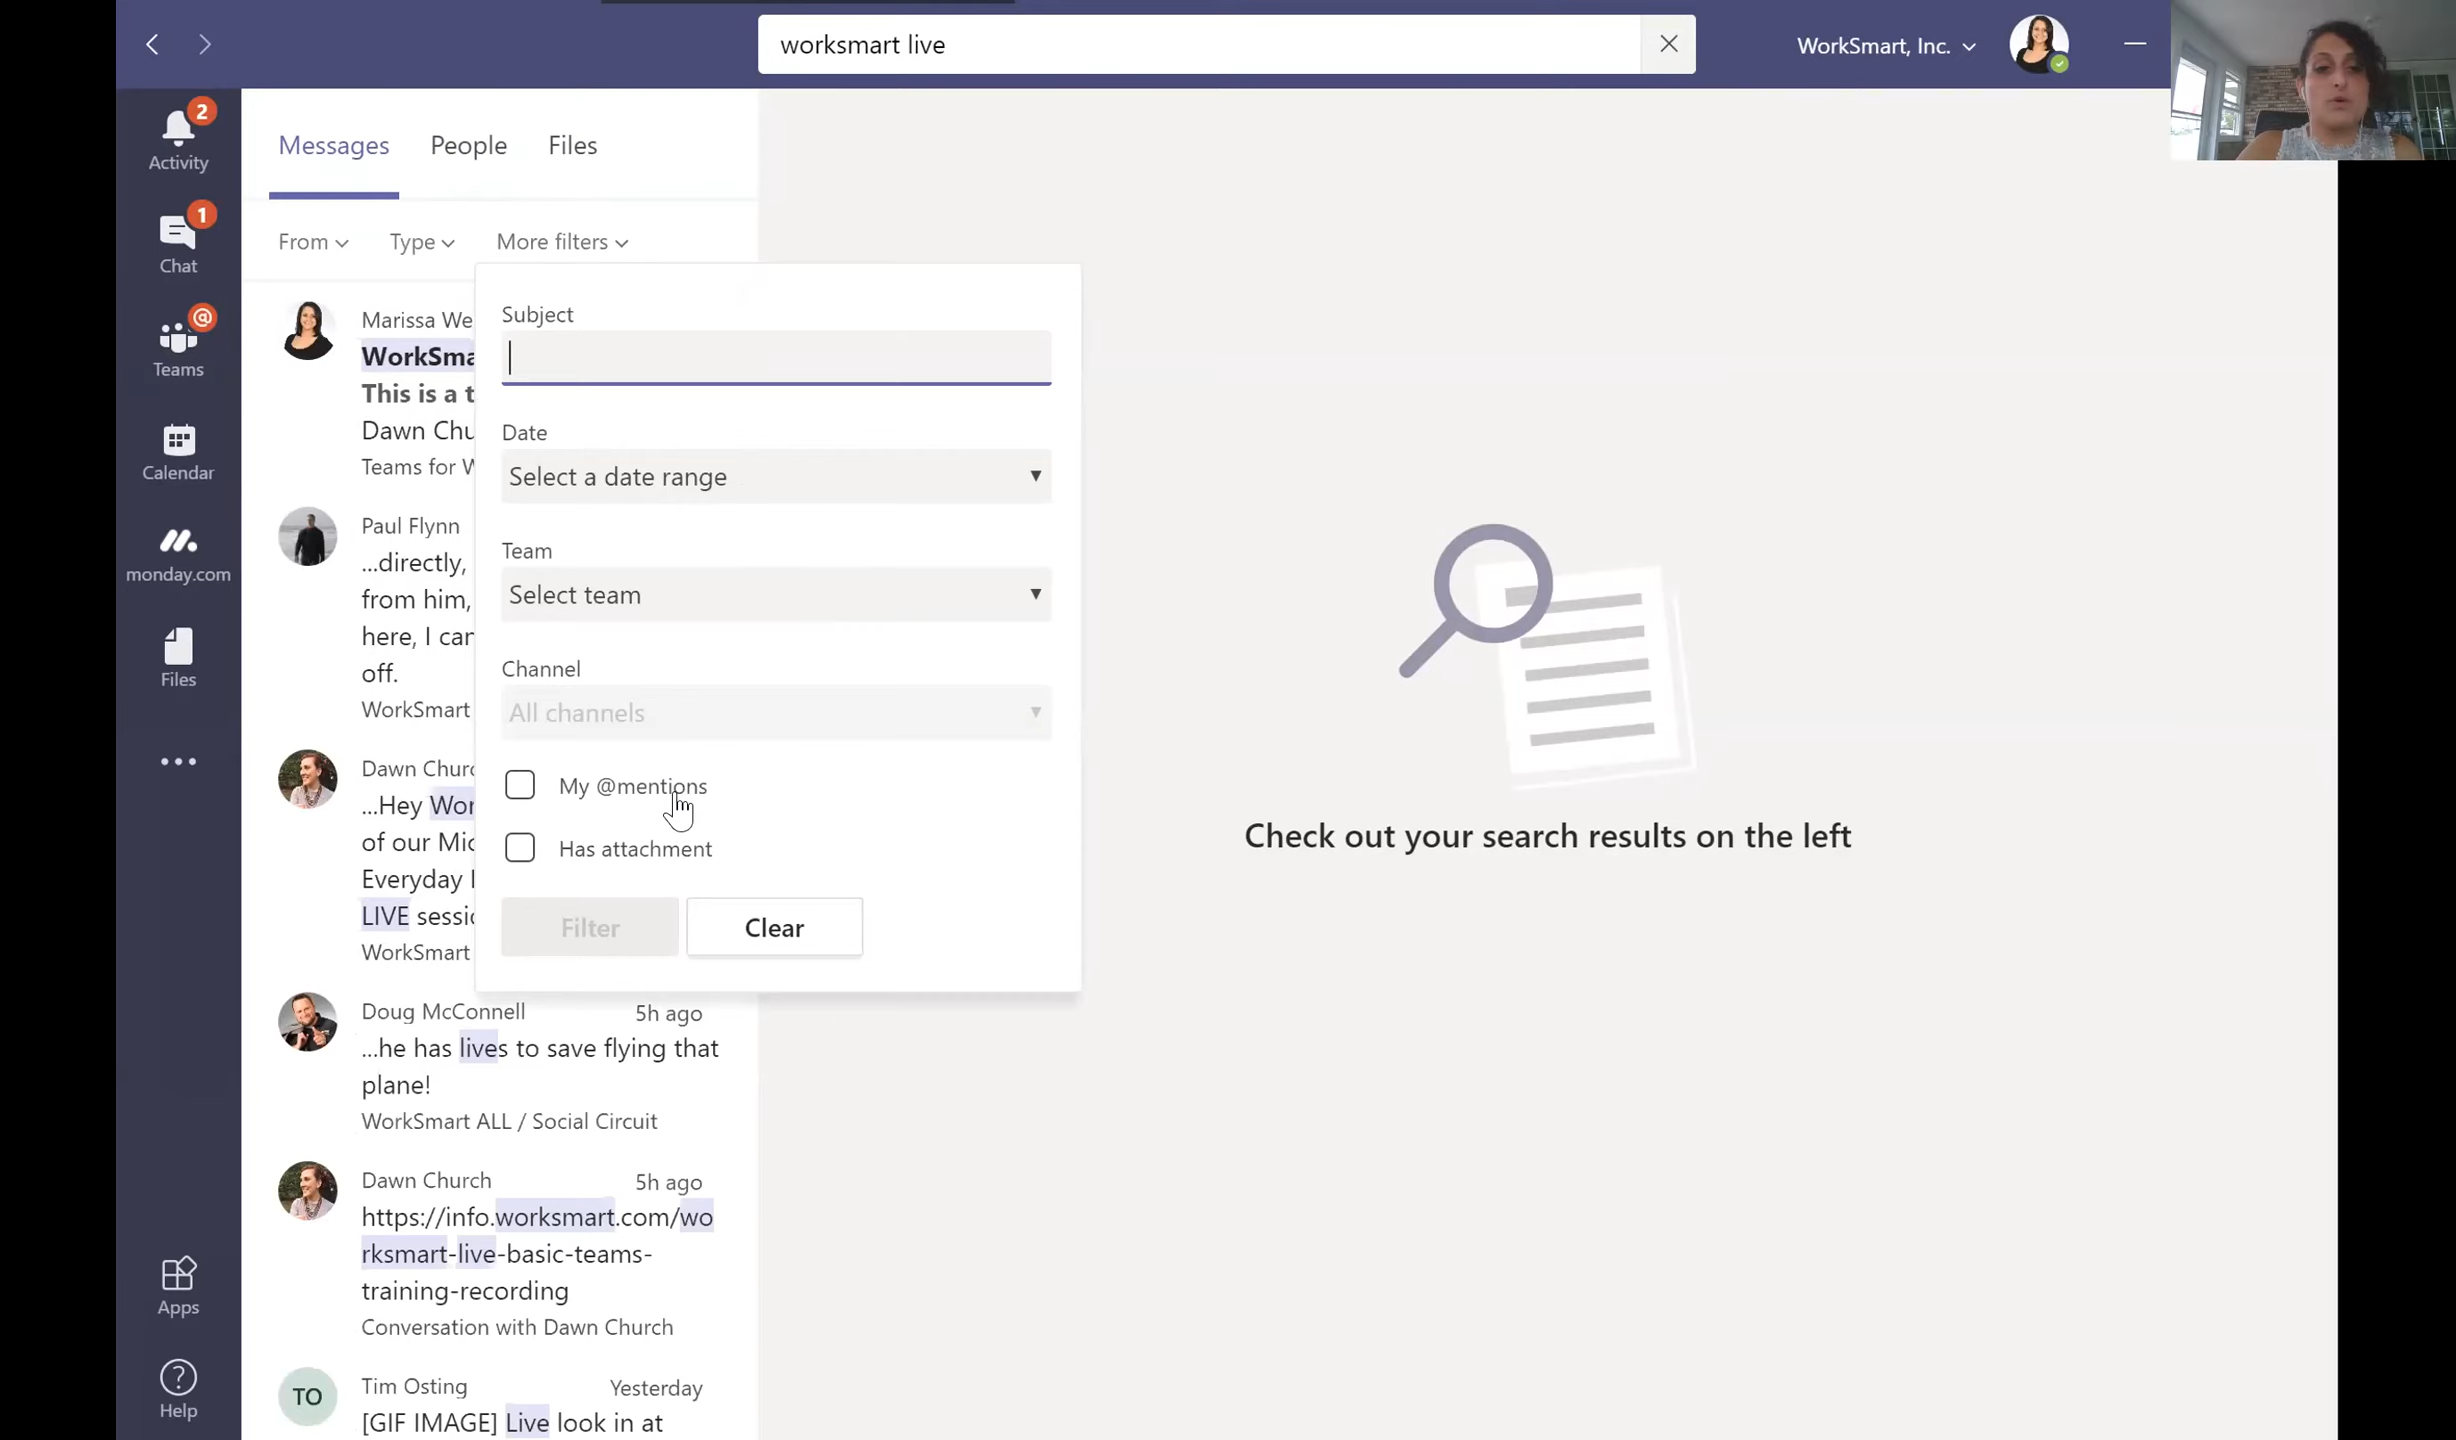 worksmart live
WorkSmart, Inc.
2
Activity
1
Chat
@
Teams
Calendar
monday.com
Files
Apps
?
Help
Messages People Files
From Type More filters
Marissa We
WorkSma
This is a t
Dawn Chu
Teams for W
Paul Flynn
...directly,
from him,
here, I can
off.
WorkSmart
Dawn Churc
...Hey Wor
of our Mic
Everyday
LIVE sessio
WorkSmart
Doug McConnell 5h ago
...he has lives to save flying that
plane!
WorkSmart ALL / Social Circuit
Dawn Church 5h ago
https://info.worksmart.com/wo
rksmart-live-basic-teams-
training-recording
Conversation with Dawn Church
TO
Tim Osting Yesterday
[GIF IMAGE] Live look in at
Subject
Date
Select a date range
Team
Select team
Channel
All channels
My @mentions
Has attachment
Filter Clear
Check out your search results on the left